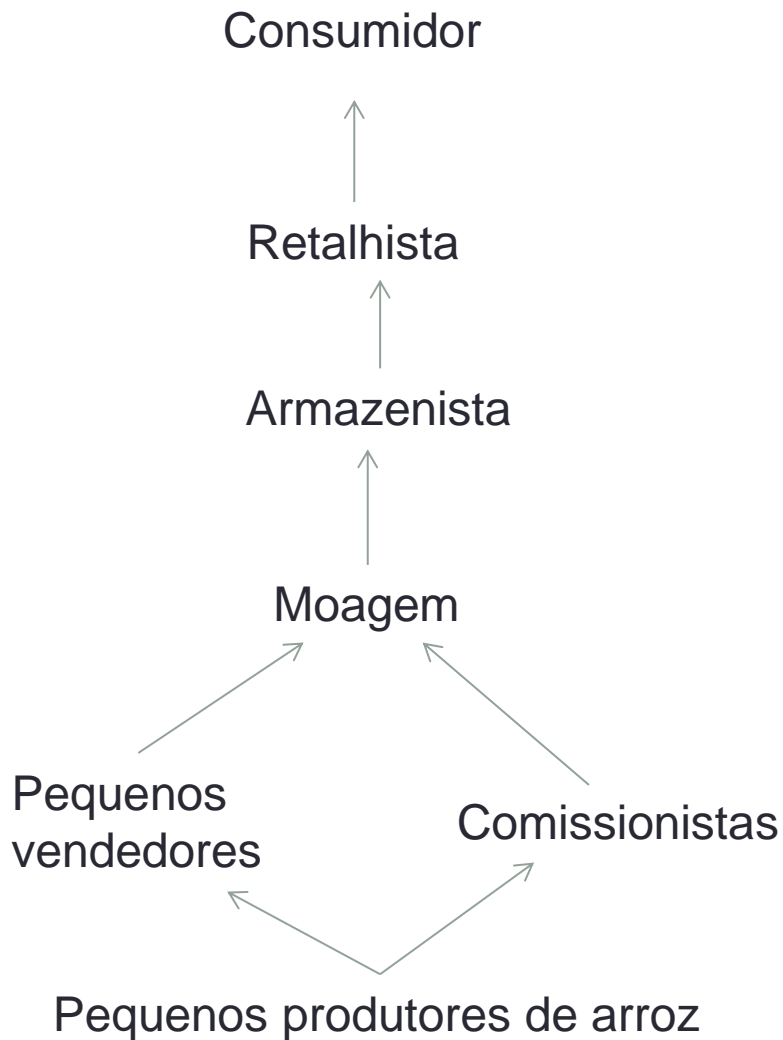 Consumidor
Retalhista
Armazenista
Moagem
Pequenos
vendedores
Comissionistas
Pequenos produtores de arroz